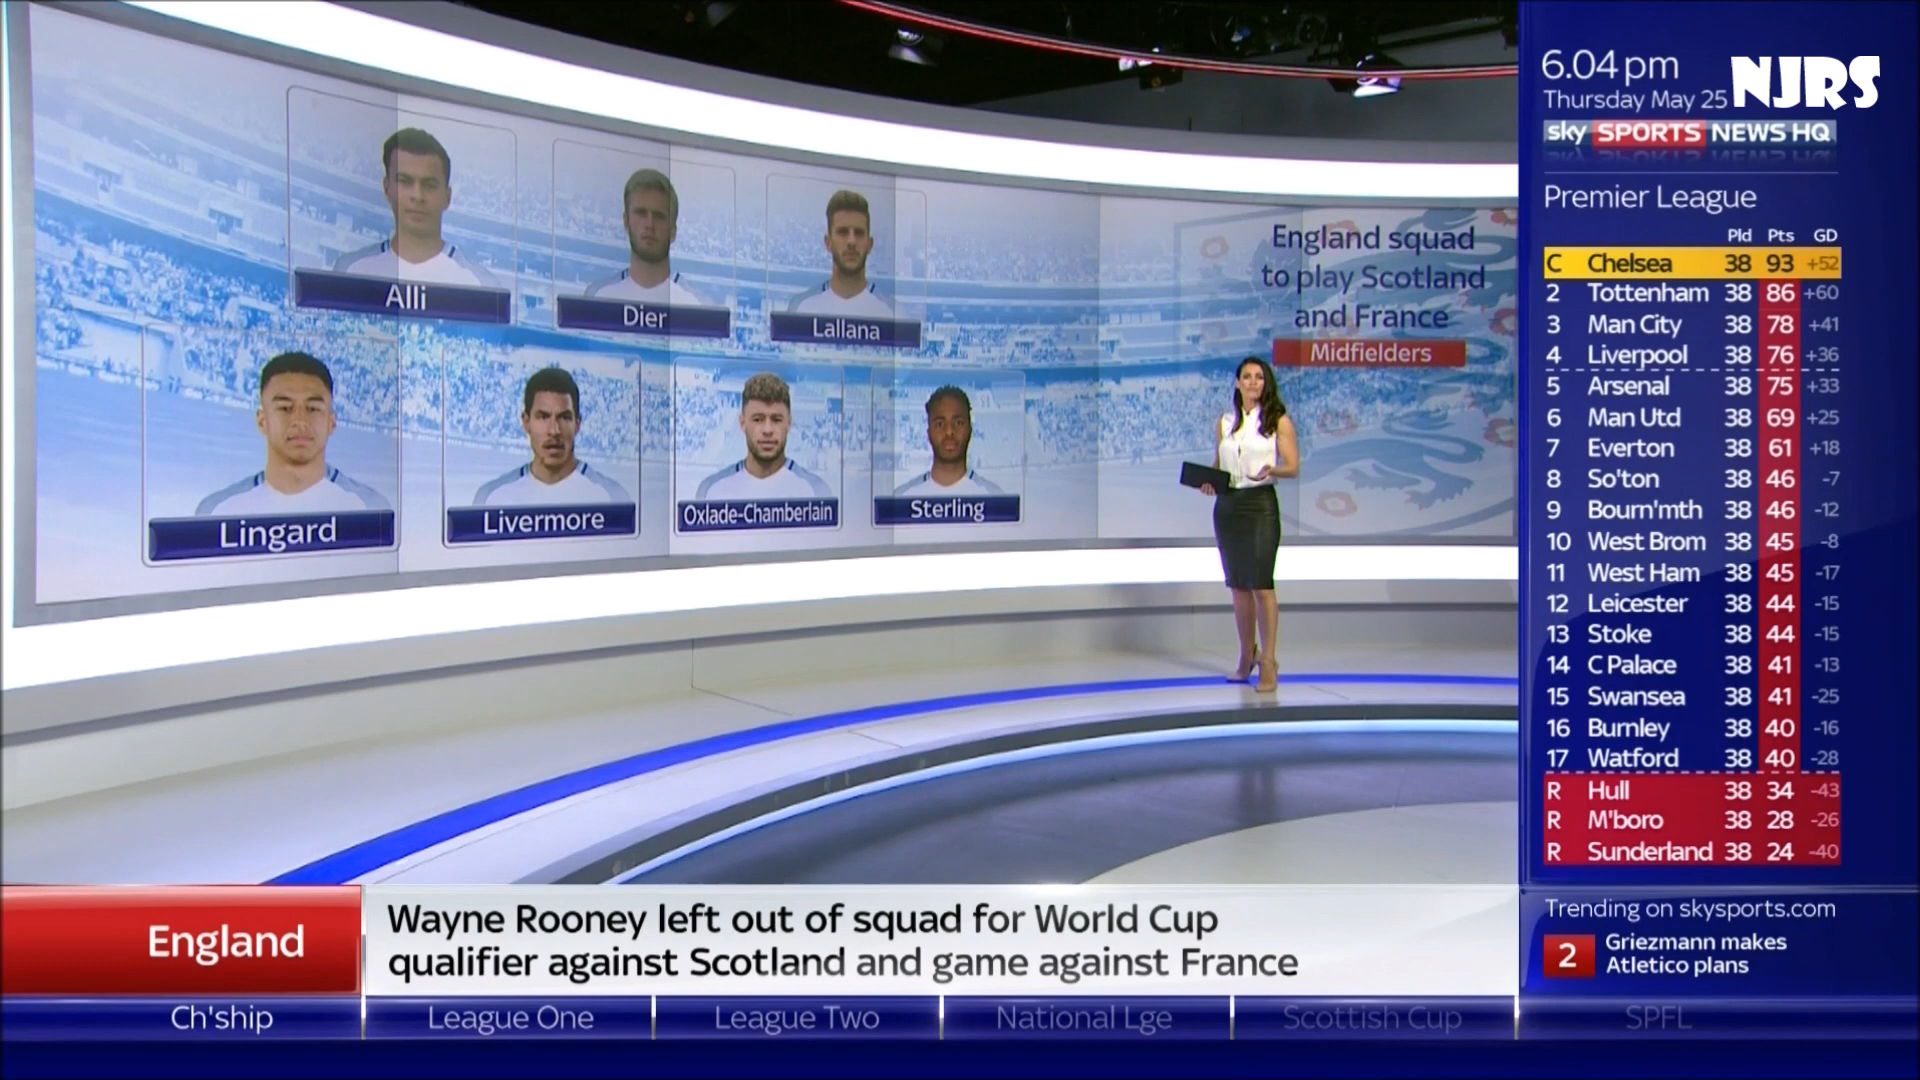 Alli
Dier
Lallana
Lingard
Livermore
Oxlade-Chamberlain
Sterling
England squad
to play Scotland
and France
Midfielders
6.04pm
Thursday May 25
NJRS
sky SPORTS NEWS HQ
Premier League
Pld Pts GD
C Chelsea 38 93 +52
2 Tottenham 38 86 +60
3 Man City 38 78 +41
4 Liverpool 38 76 +36
5 Arsenal 38 75 +33
6 Man Utd 38 69 +25
7 Everton 38 61 +18
8 So'ton 38 46 -7
9 Bourn'mth 38 46 -12
10 West Brom 38 45 -8
11 West Ham 38 45 -17
12 Leicester 38 44 -15
13 Stoke 38 44 -15
14 C Palace 38 41 -13
15 Swansea 38 41 -25
16 Burnley 38 40 -16
17 Watford 38 40 -28
R Hull 38 34 -43
R M'boro 38 28 -26
R Sunderland 38 24 -40
Trending on skysports.com
2 Griezmann makes
Atletico plans
England
Wayne Rooney left out of squad for World Cup
qualifier against Scotland and game against France
Ch'ship League One League Two National Lge Scottish Cup SPFL